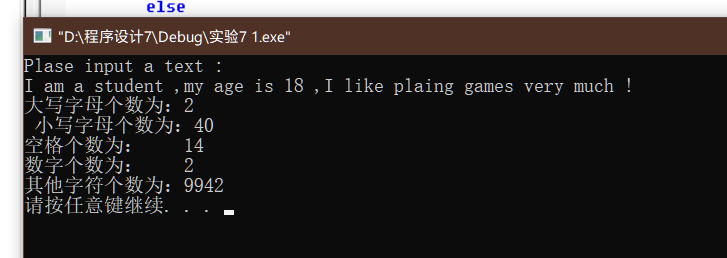 else
"D:\程序设计7\Debug\实验7 1.exe"
Plase input a text :
I am a student ,my age is 18 ,I like plaing games very much !
大写字母个数为: 2
小写字母个数为: 40
空格个数为: 14
数字个数为: 2
其他字符个数为: 9942
请按任意键继续. . .